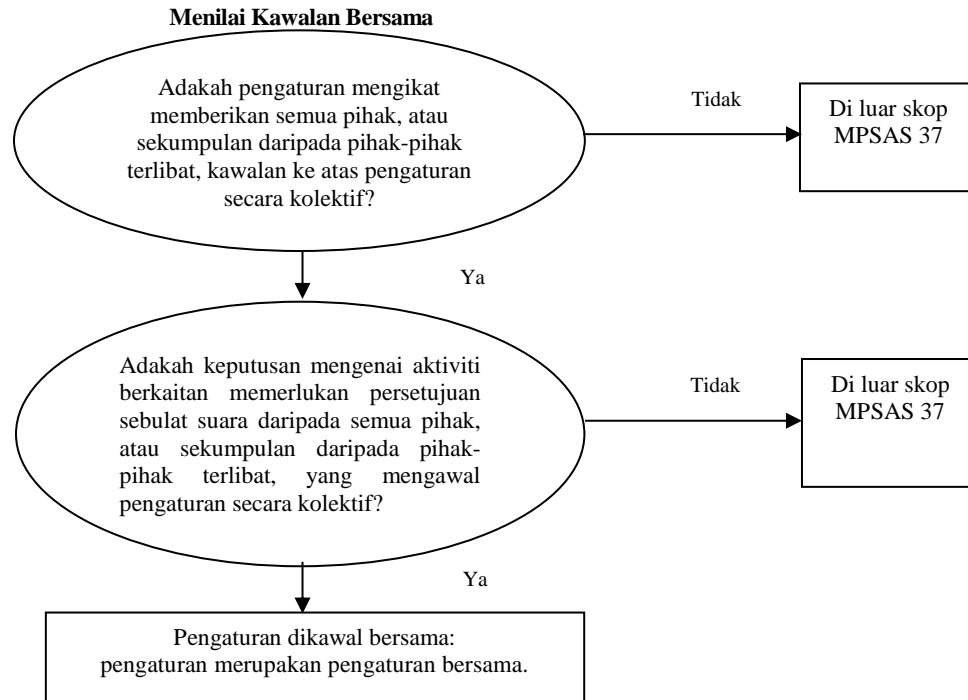 Menilai Kawalan Bersama
Adakah pengaturan mengikat
memberikan semua pihak, atau
sekumpulan daripada pihak-pihak
terlibat, kawalan ke atas pengaturan
secara kolektif?
Tidak
Di luar skop
MPSAS 37
Ya
Adakah keputusan mengenai aktiviti
berkaitan memerlukan persetujuan
sebulat suara daripada semua pihak,
atau sekumpulan daripada pihak-
pihak terlibat, yang mengawal
pengaturan secara kolektif?
Tidak
Di luar skop
MPSAS 37
Ya
Pengaturan dikawal bersama:
pengaturan merupakan pengaturan bersama.